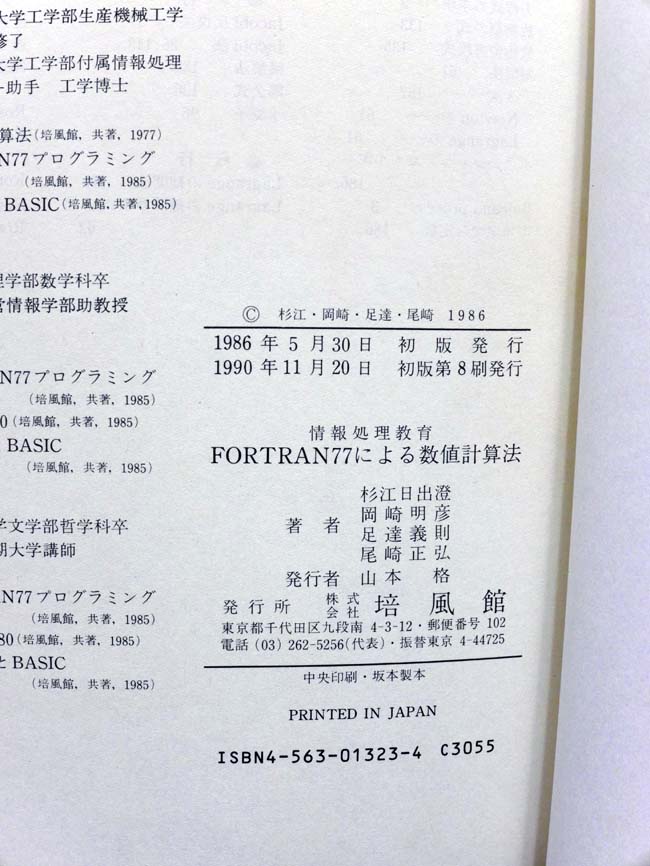 大学工学部生産機械工学
修了
大学工学部付属情報処理
ー助手 工学博士
算法(培風館, 共著, 1977)
N77プログラミング
(培風館, 共著, 1985)
BASIC(培風館, 共著, 1985)
理学部数学科卒
営情報学部助教授
N77プログラミング
(培風館, 共著, 1985)
0(培風館, 共著, 1985)
BASIC
(培風館, 共著, 1985)
学文学部哲学科卒
期大学講師
AN77プログラミング
(培風館, 共著, 1985)
80(培風館, 共著, 1985)
とBASIC
(培風館, 共著, 1985)
© 杉江・岡崎・足達・尾崎 1986
1986年5月30日 初版発行
1990年11月20日 初版第8刷発行
情報処理教育
FORTRAN77による数値計算法
杉江日出澄
岡崎明彦
著者
足達義則
尾崎正弘
発行者 山本 格
発行所 株式会社 培風館
東京都千代田区九段南4-3-12・郵便番号102
電話(03)262-5256(代表)・振替東京4-44725
中央印刷・坂本製本
PRINTED IN JAPAN
ISBN4-563-01323-4 C3055